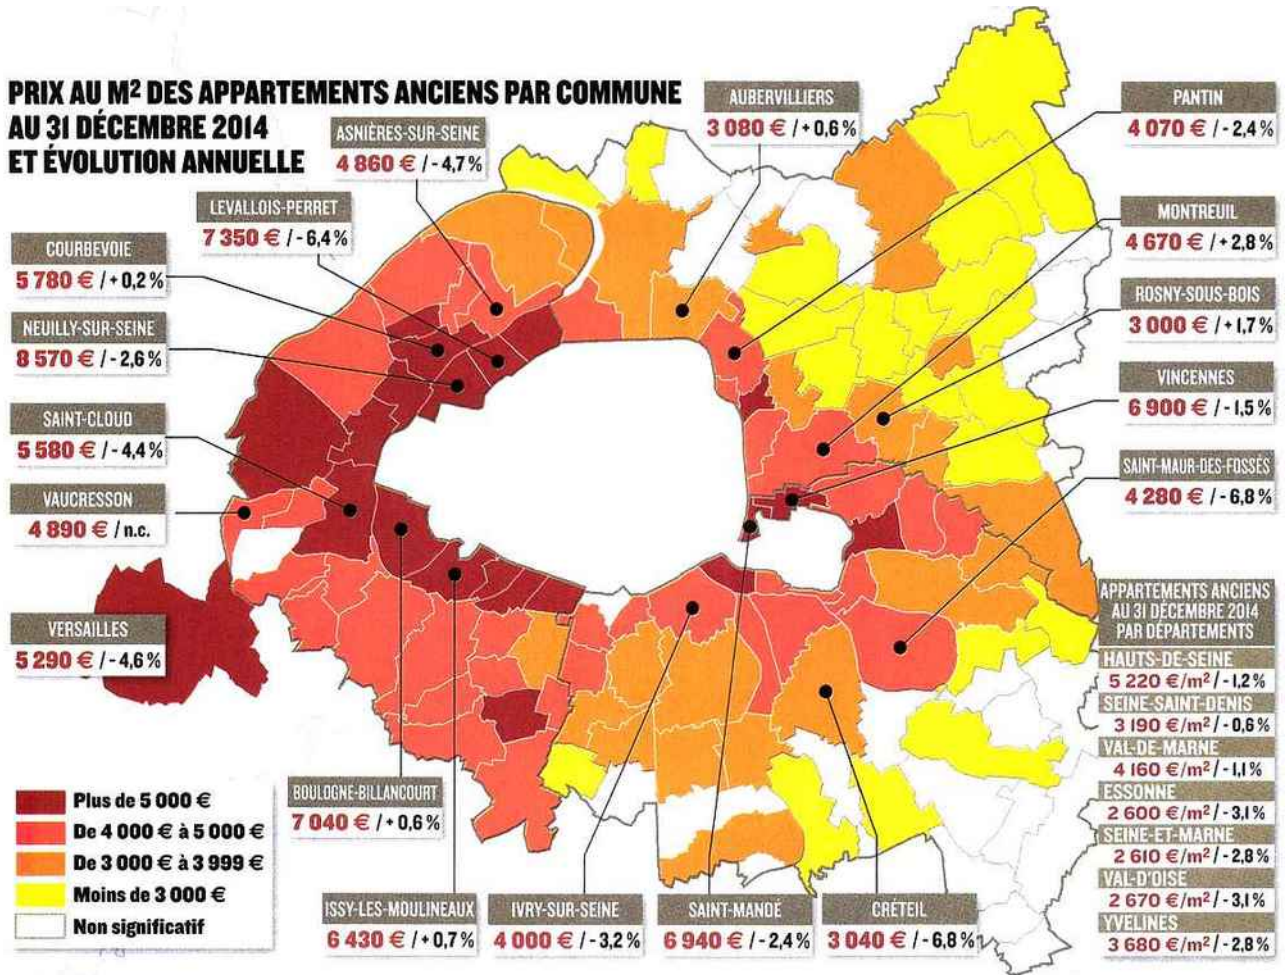 PRIX AU M² DES APPARTEMENTS ANCIENS PAR COMMUNE
AU 31 DÉCEMBRE 2014
ET ÉVOLUTION ANNUELLE
ASNIÈRES-SUR-SEINE
4 860 € / - 4,7 %
AUBERVILLIERS
3 080 € / + 0,6 %
PANTIN
4 070 € / - 2,4 %
LEVALLOIS-PERRET
7 350 € / - 6,4 %
COURBEVOIE
5 780 € / + 0,2 %
NEUILLY-SUR-SEINE
8 570 € / - 2,6 %
SAINT-CLOUD
5 580 € / - 4,4 %
VAUCRESSON
4 890 € / n.c.
VERSAILLES
5 290 € / - 4,6 %
MONTREUIL
4 670 € / + 2,8 %
ROSNY-SOUS-BOIS
3 000 € / + 1,7 %
VINCENNES
6 900 € / - 1,5 %
SAINT-MAUR-DES-FOSSÉS
4 280 € / - 6,8 %
APPARTEMENTS ANCIENS
AU 31 DÉCEMBRE 2014
PAR DÉPARTEMENTS
HAUTS-DE-SEINE
5 220 €/m² / - 1,2 %
SEINE-SAINT-DENIS
3 190 €/m² / - 0,6 %
VAL-DE-MARNE
4 160 €/m² / - 1,1 %
ESSONNE
2 600 €/m² / - 3,1 %
SEINE-ET-MARNE
2 610 €/m² / - 2,8 %
VAL-D'OISE
2 670 €/m² / - 3,1 %
YVELINES
3 680 €/m² / - 2,8 %
Plus de 5 000 €
De 4 000 € à 5 000 €
De 3 000 € à 3 999 €
Moins de 3 000 €
Non significatif
BOULOGNE-BILLANCOURT
7 040 € / + 0,6 %
ISSY-LES-MOULINEAUX
6 430 € / + 0,7 %
IVRY-SUR-SEINE
4 000 € / - 3,2 %
SAINT-MANDÉ
6 940 € / - 2,4 %
CRÉTEIL
3 040 € / - 6,8 %